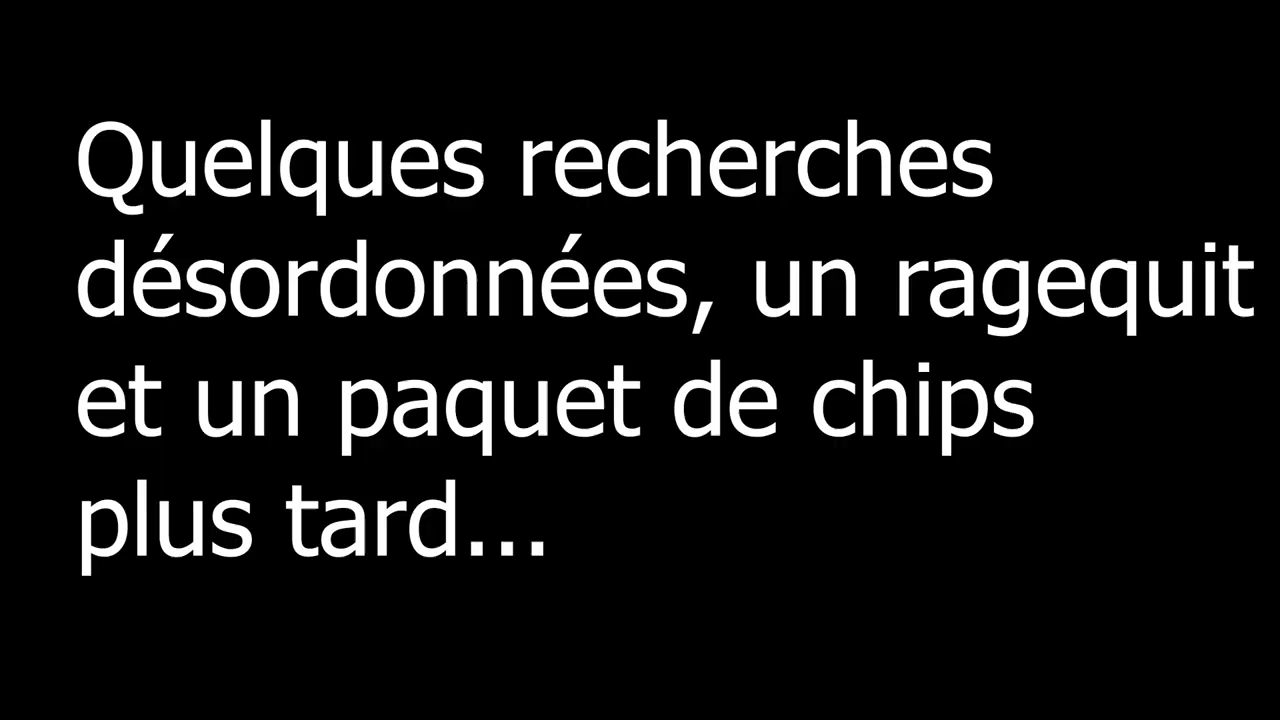 Quelques recherches
désordonnées, un ragequit
et un paquet de chips
plus tard...